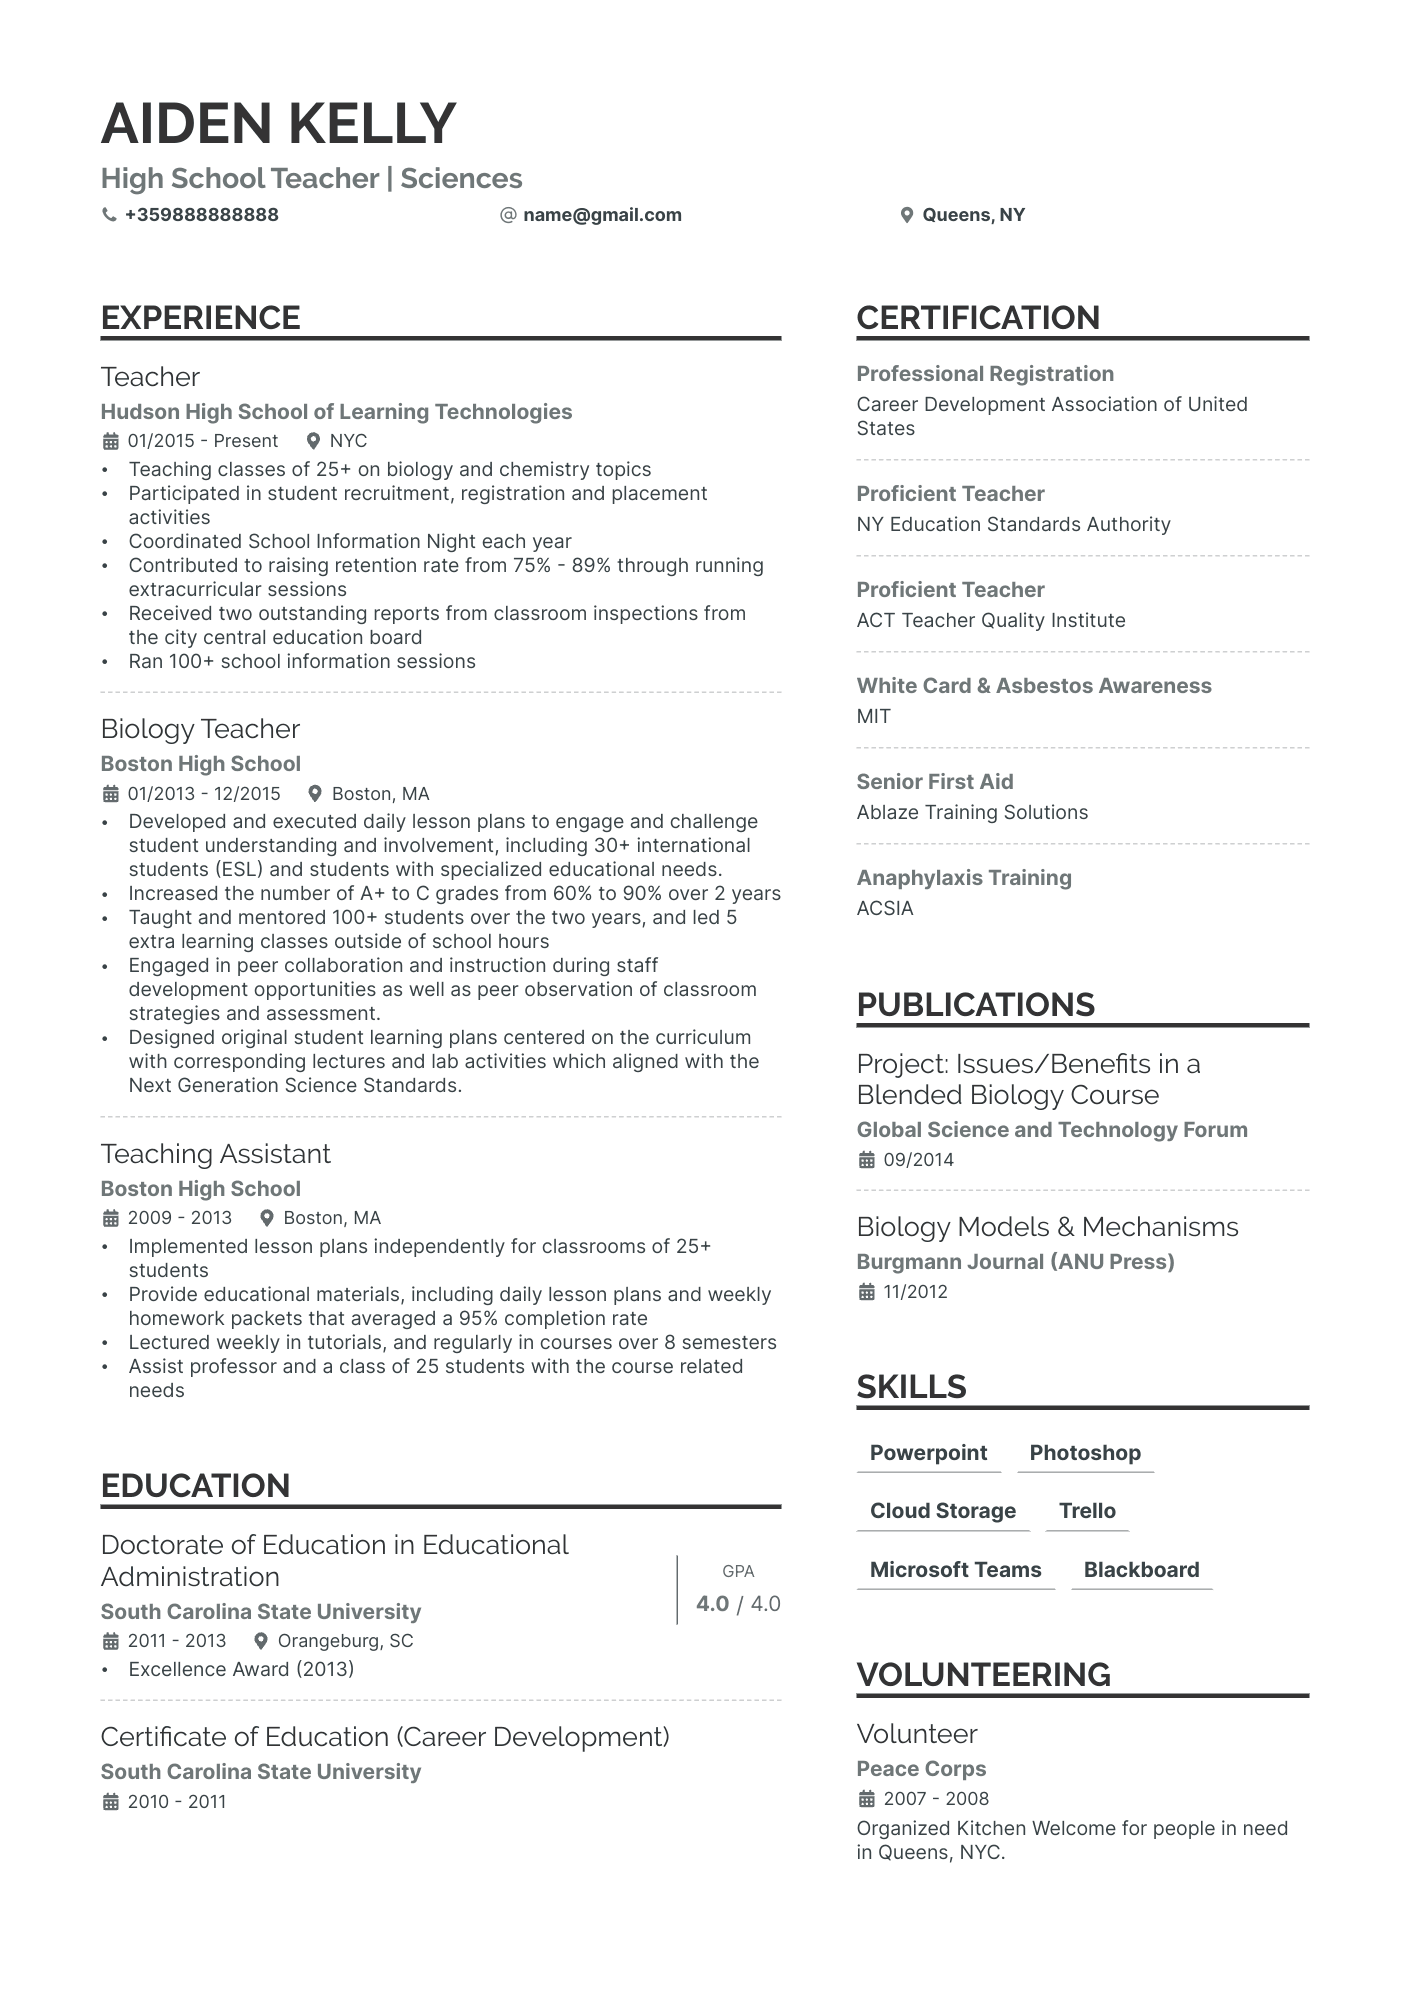 AIDEN KELLY
High School Teacher | Sciences
+359888888888
@ name@gmail.com
Queens, NY
EXPERIENCE
Teacher
Hudson High School of Learning Technologies
01/2015 - Present NYC
• Teaching classes of 25+ on biology and chemistry topics
• Participated in student recruitment, registration and placement
activities
• Coordinated School Information Night each year
• Contributed to raising retention rate from 75% - 89% through running
extracurricular sessions
• Received two outstanding reports from classroom inspections from
the city central education board
• Ran 100+ school information sessions
Biology Teacher
Boston High School
01/2013 - 12/2015 Boston, MA
• Developed and executed daily lesson plans to engage and challenge
student understanding and involvement, including 30+ international
students (ESL) and students with specialized educational needs.
• Increased the number of A+ to C grades from 60% to 90% over 2 years
• Taught and mentored 100+ students over the two years, and led 5
extra learning classes outside of school hours
• Engaged in peer collaboration and instruction during staff
development opportunities as well as peer observation of classroom
strategies and assessment.
• Designed original student learning plans centered on the curriculum
with corresponding lectures and lab activities which aligned with the
Next Generation Science Standards.
Teaching Assistant
Boston High School
2009 - 2013 Boston, MA
• Implemented lesson plans independently for classrooms of 25+
students
• Provide educational materials, including daily lesson plans and weekly
homework packets that averaged a 95% completion rate
• Lectured weekly in tutorials, and regularly in courses over 8 semesters
• Assist professor and a class of 25 students with the course related
needs
EDUCATION
Doctorate of Education in Educational
Administration
South Carolina State University
2011 - 2013 Orangeburg, SC
• Excellence Award (2013)
GPA
4.0 / 4.0
Certificate of Education (Career Development)
South Carolina State University
2010 - 2011
CERTIFICATION
Professional Registration
Career Development Association of United
States
Proficient Teacher
NY Education Standards Authority
Proficient Teacher
ACT Teacher Quality Institute
White Card & Asbestos Awareness
MIT
Senior First Aid
Ablaze Training Solutions
Anaphylaxis Training
ACSIA
PUBLICATIONS
Project: Issues/Benefits in a
Blended Biology Course
Global Science and Technology Forum
09/2014
Biology Models & Mechanisms
Burgmann Journal (ANU Press)
11/2012
SKILLS
Powerpoint Photoshop
Cloud Storage Trello
Microsoft Teams Blackboard
VOLUNTEERING
Volunteer
Peace Corps
2007 - 2008
Organized Kitchen Welcome for people in need
in Queens, NYC.